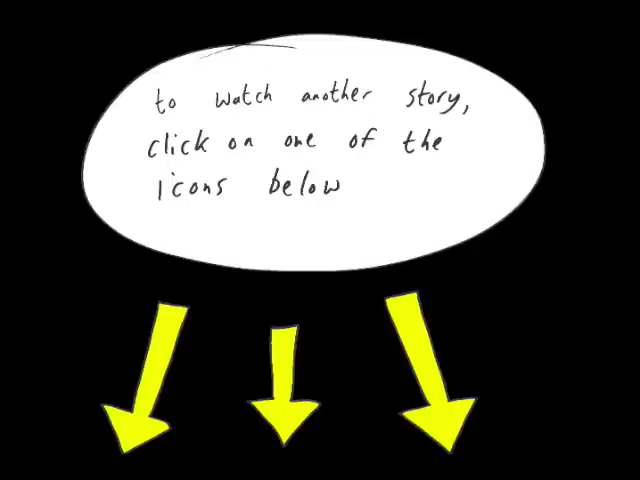 to watch another story,
click on one of the
icons below